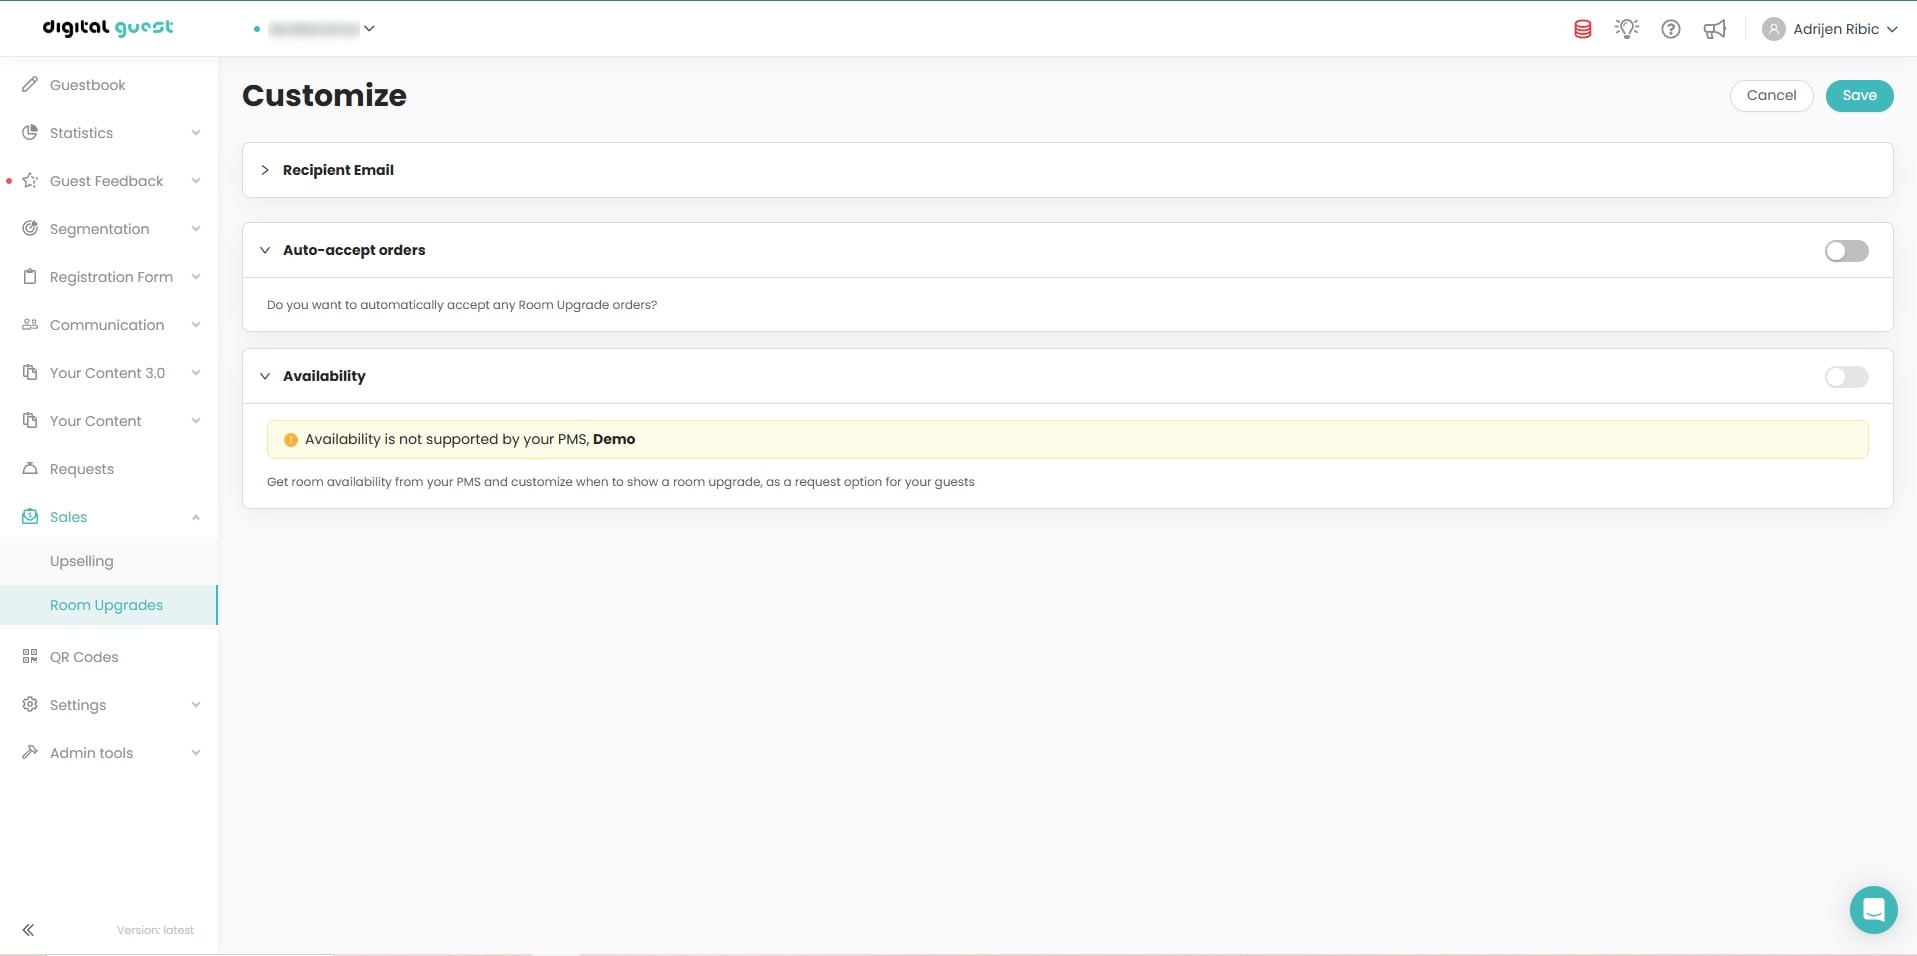 digital guest
Adrijen Ribic
Guestbook
Statistics
Guest Feedback
Segmentation
Registration Form
Communication
Your Content 3.0
Your Content
Requests
Sales
Upselling
Room Upgrades
QR Codes
Settings
Admin tools
Version: latest
Customize
Cancel
Save
Recipient Email
Auto-accept orders
Do you want to automatically accept any Room Upgrade orders?
Availability
Availability is not supported by your PMS, Demo
Get room availability from your PMS and customize when to show a room upgrade, as a request option for your guests